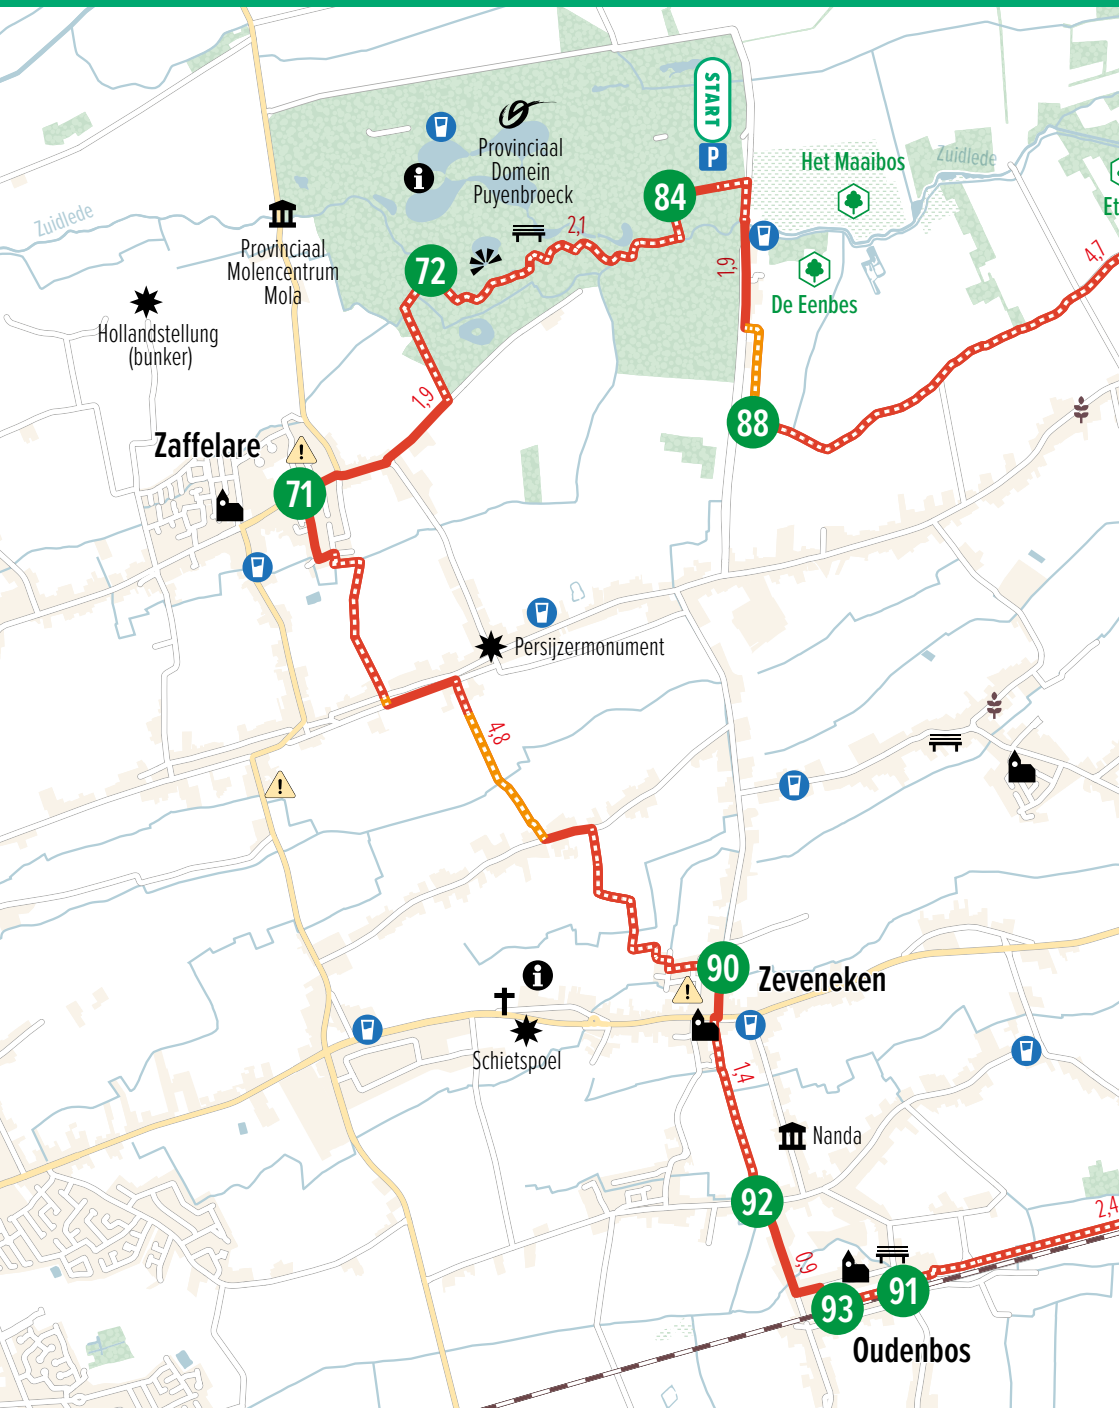 START
P
Provinciaal
Domein
Puyenbroeck
Het Maaibos
Zuidlede
84
Zuidlede
2,1
Provinciaal
Molencentrum
Mola
72
1,9
4,7
De Eenbes
Hollandstellung
(bunker)
1,9
88
Zaffelare
71
Persijzermonument
4,8
90
Zeveneken
Schietspoel
1,4
Nanda
92
2,4
0,9
91
93
Oudenbos